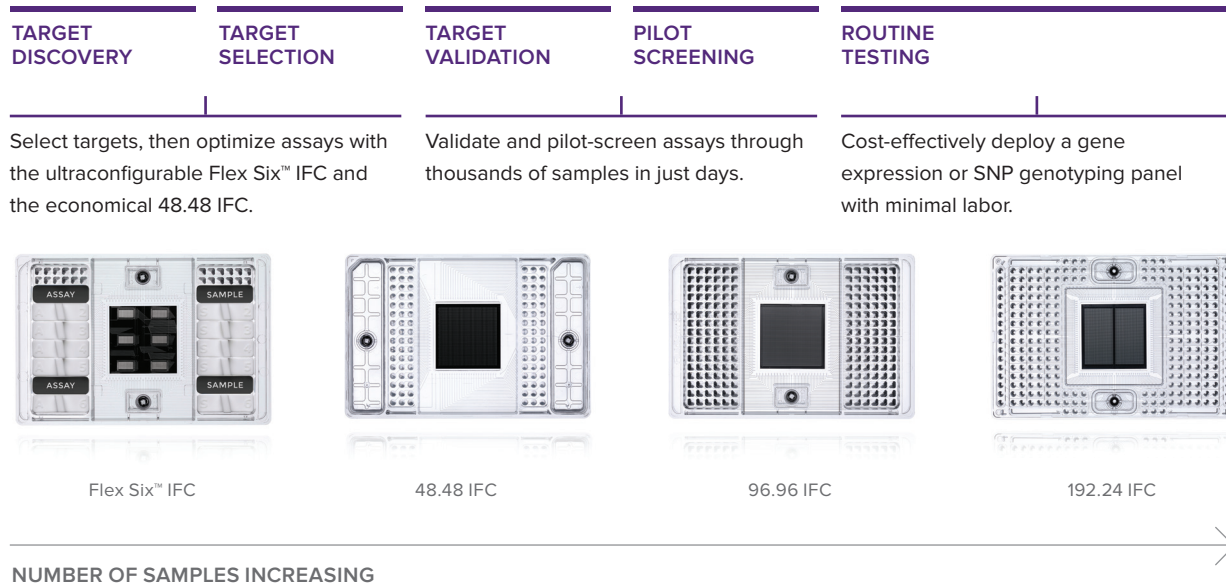 TARGET
DISCOVERY
TARGET
SELECTION
TARGET
VALIDATION
PILOT
SCREENING
ROUTINE
TESTING
Select targets, then optimize assays with
the ultraconfigurable Flex Six™ IFC and
the economical 48.48 IFC.
Validate and pilot-screen assays through
thousands of samples in just days.
Cost-effectively deploy a gene
expression or SNP genotyping panel
with minimal labor.
ASSAY
SAMPLE
ASSAY
SAMPLE
Flex Six™ IFC
48.48 IFC
96.96 IFC
192.24 IFC
NUMBER OF SAMPLES INCREASING